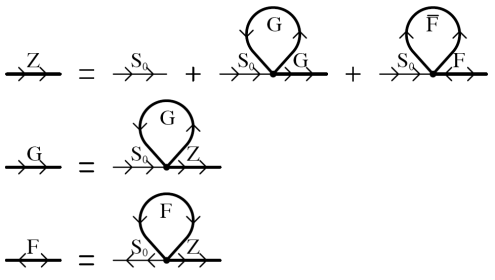 Z = S₀ + G S₀ G + F̅ S₀ F
G = G S₀ Z
F = F S₀ Z